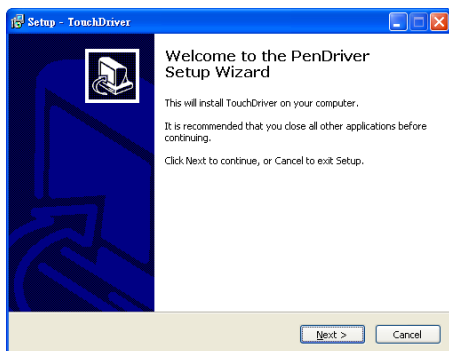 Setup - TouchDriver
Welcome to the PenDriver
Setup Wizard
This will install TouchDriver on your computer.
It is recommended that you close all other applications before
continuing.
Click Next to continue, or Cancel to exit Setup.
Next >
Cancel